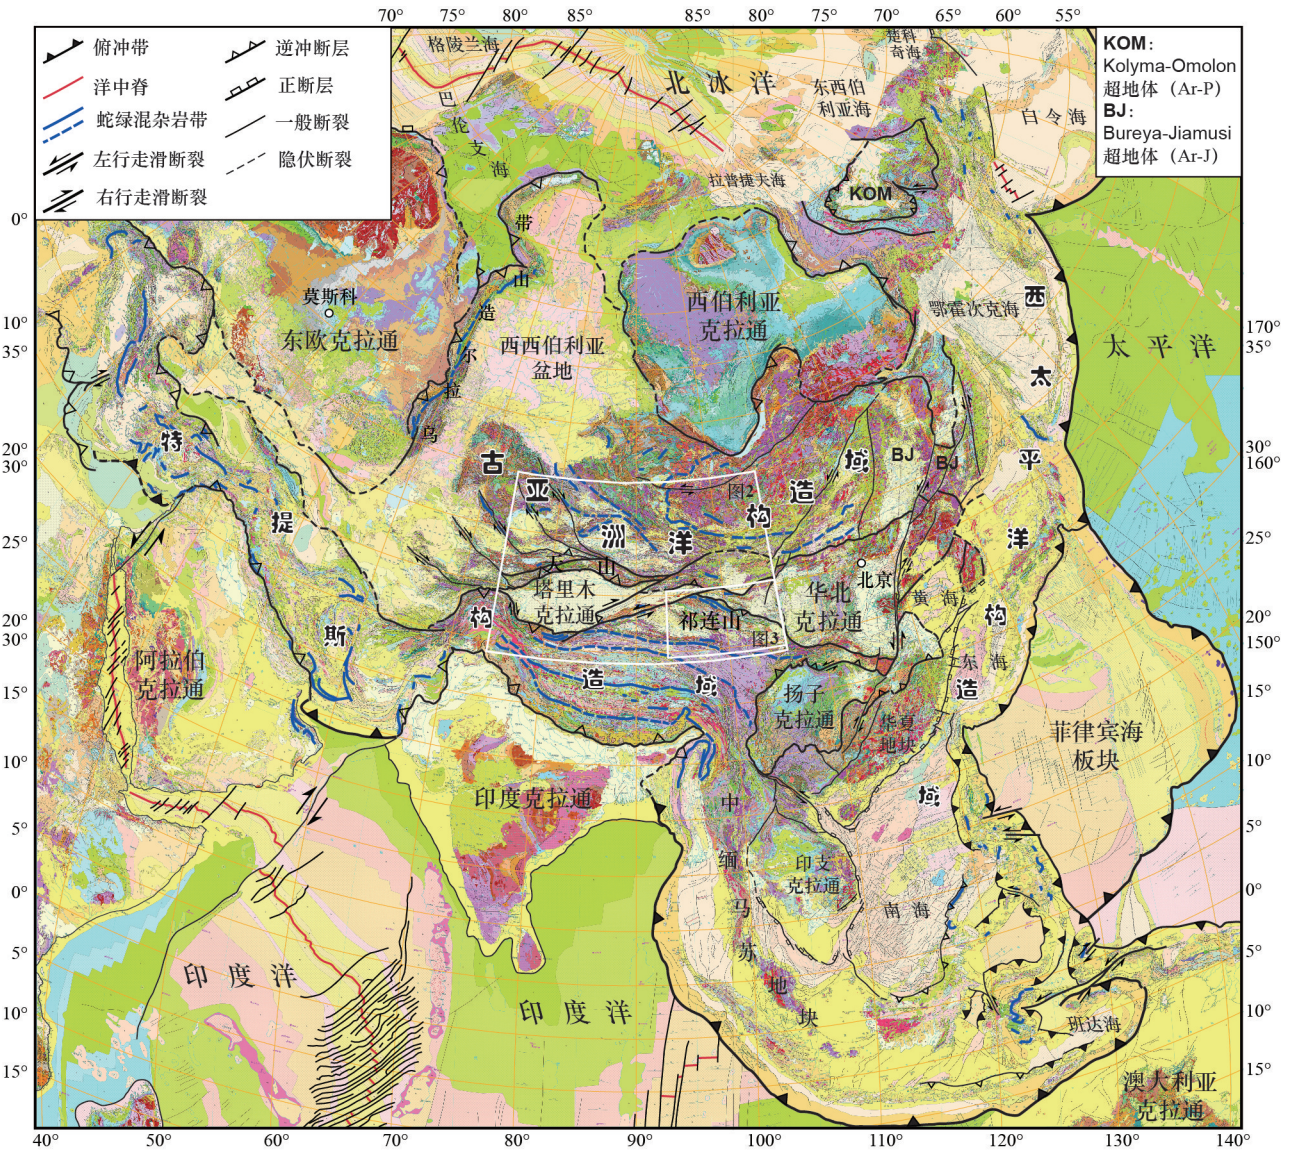 70° 75° 80° 85° 85° 80° 75° 70° 65° 60° 55°
俯冲带
逆冲断层
洋中脊
正断层
蛇绿混杂岩带
一般断裂
左行走滑断裂
隐伏断裂
右行走滑断裂
KOM：
Kolyma-Omolon
超地体（Ar-P）
BJ：
Bureya-Jiamusi
超地体（Ar-J）
格陵兰海
巴伦支海
北冰洋
楚科
奇海
东西伯
利亚海
白令海
拉普捷夫海
KOM
莫斯科
东欧克拉通
乌拉尔造山带
西西伯利亚
盆地
西伯利亚
克拉通
鄂霍次克海
太平洋
西太平洋构造域
古亚洲洋构造域
特提斯构造域
BJ
BJ
图2
天山
塔里木
克拉通
祁连山
图3
华北
克拉通
北京
黄海
东海
阿拉伯
克拉通
扬子
克拉通
华夏
地块
菲律宾海
板块
印度克拉通
中缅马苏地块
印支
克拉通
南海
印度洋
印度洋
班达海
澳大利亚
克拉通
0°
10°
35°
20°
30°
25°
20°
30°
15°
10°
5°
0°
5°
10°
15°
170°
35°
30°
160°
25°
20°
150°
15°
10°
5°
0°
5°
10°
15°
40° 50° 60° 70° 80° 90° 100° 110° 120° 130° 140°